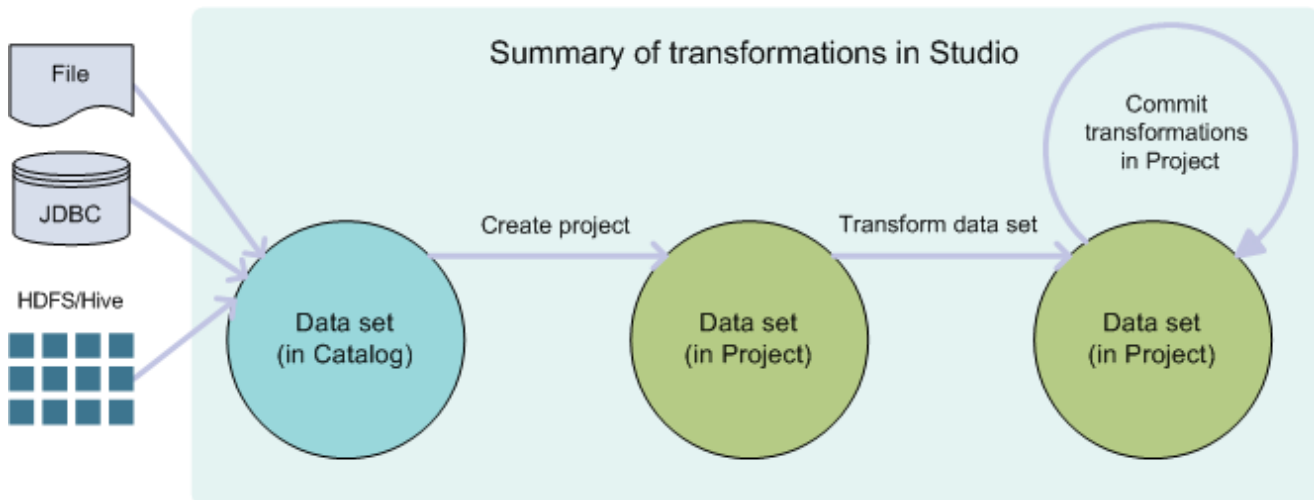 Summary of transformations in Studio
File
JDBC
HDFS/Hive
Data set
(in Catalog)
Create project
Data set
(in Project)
Transform data set
Data set
(in Project)
Commit
transformations
in Project